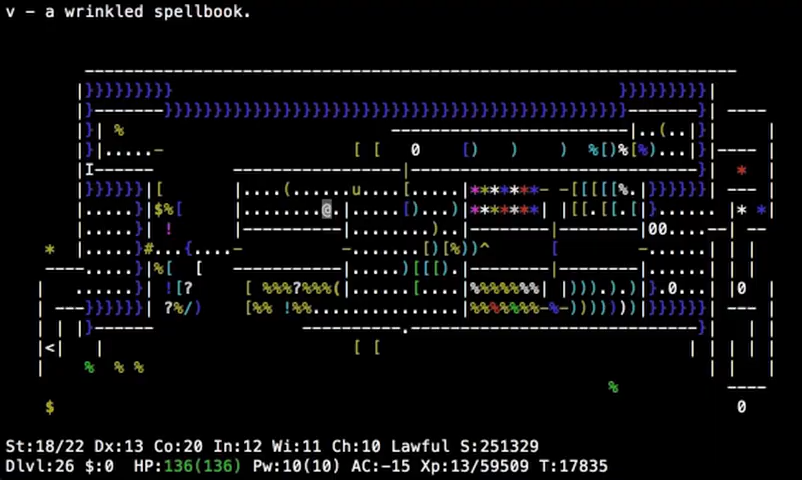 v - a wrinkled spellbook.
St:18/22 Dx:13 Co:20 In:12 Wi:11 Ch:10 Lawful S:251329
Dlvl:26 $:0 HP:136(136) Pw:10(10) AC:-15 Xp:13/59509 T:17835